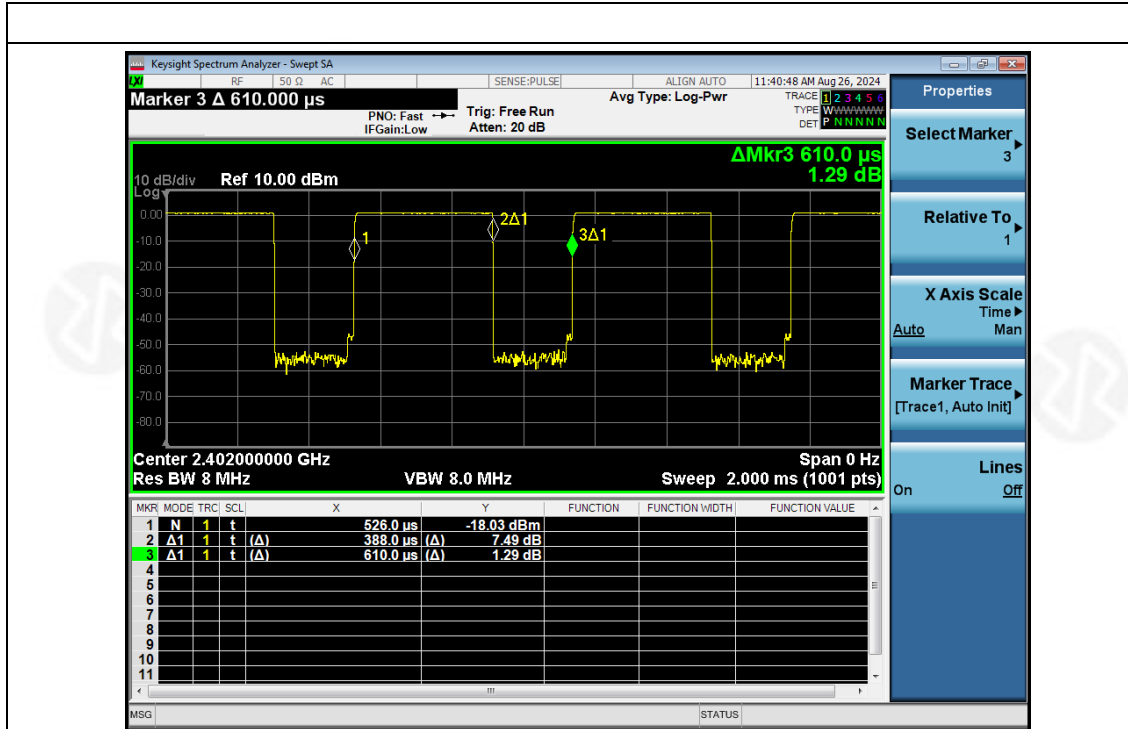 Keysight Spectrum Analyzer - Swept SA
LXI RF 50 Ω AC SENSE:PULSE ALIGN AUTO 11:40:48 AM Aug 26, 2024
Marker 3 Δ 610.000 µs
PNO: Fast
IFGain:Low
Trig: Free Run
Atten: 20 dB
Avg Type: Log-Pwr
TRACE 1 2 3 4 5 6
TYPE WWWWWW
DET P N N N N N
ΔMkr3 610.0 µs
1.29 dB
10 dB/div Ref 10.00 dBm
Log
0.00
-10.0
-20.0
-30.0
-40.0
-50.0
-60.0
-70.0
-80.0
1
2Δ1
3Δ1
Center 2.402000000 GHz Span 0 Hz
Res BW 8 MHz VBW 8.0 MHz Sweep 2.000 ms (1001 pts)
MKR MODE TRC SCL X Y FUNCTION FUNCTION WIDTH FUNCTION VALUE
1 N 1 t 526.0 µs -18.03 dBm
2 Δ1 1 t (Δ) 388.0 µs (Δ) 7.49 dB
3 Δ1 1 t (Δ) 610.0 µs (Δ) 1.29 dB
4
5
6
7
8
9
10
11
MSG STATUS
Properties
Select Marker
3
Relative To
1
X Axis Scale
Time
Auto Man
Marker Trace
[Trace1, Auto Init]
Lines
On Off